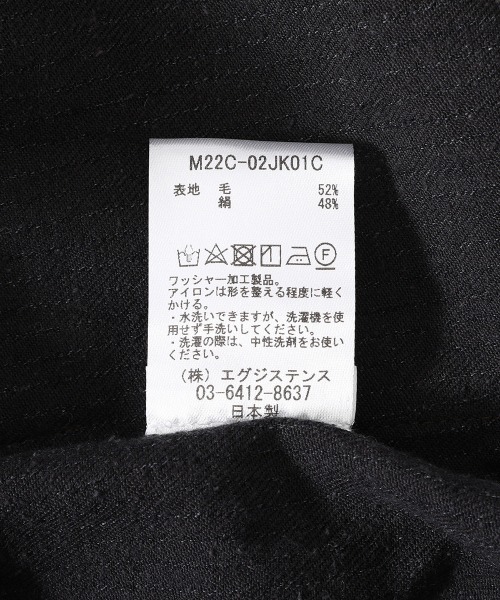 M22C-02JK01C
表地 毛 52%
絹 48%
ワッシャー加工製品。
アイロンは形を整える程度に軽く
かける。
・水洗いできますが、洗濯機を使
用せず手洗いしてください。
・洗濯の際は、中性洗剤をお使い
ください。
(株) エグジステンス
03-6412-8637
日本製